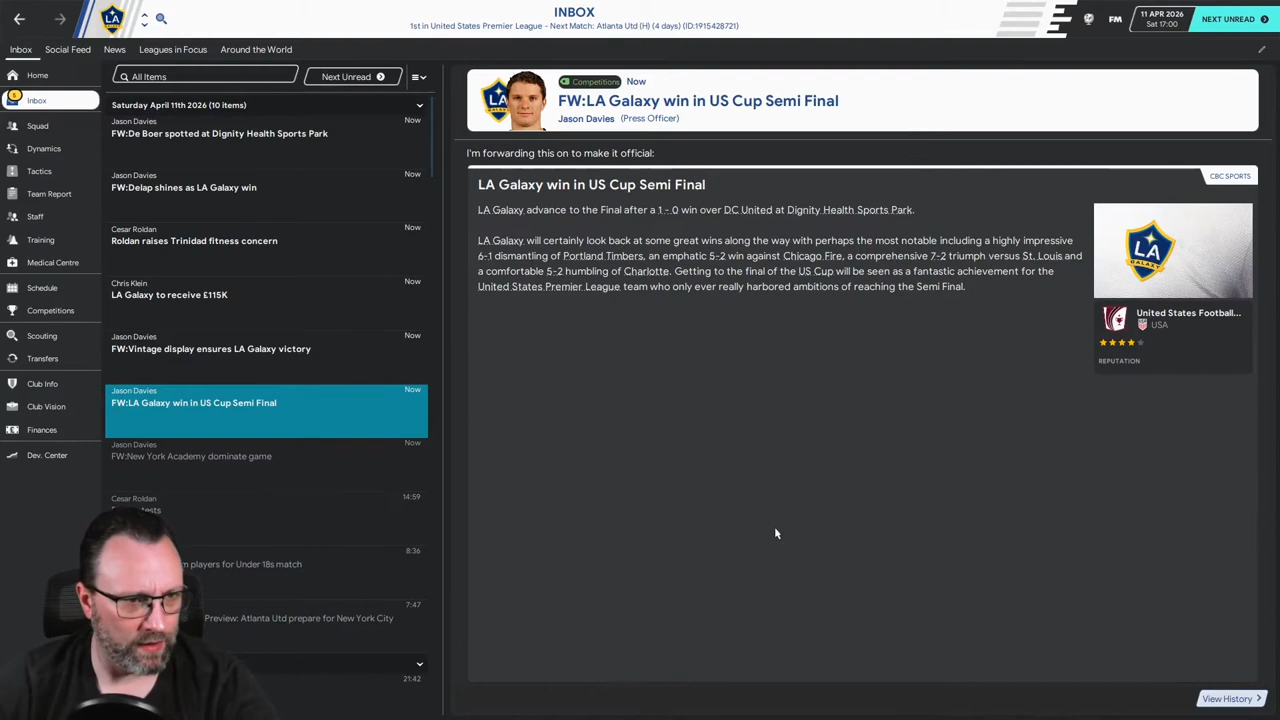 INBOX
1st in United States Premier League - Next Match: Atlanta Utd (H) (4 days) (ID:1915428721)
FM
11 APR 2026
Sat 17:00
NEXT UNREAD
Inbox
Social Feed
News
Leagues in Focus
Around the World
Home
5
Inbox
Squad
Dynamics
Tactics
Team Report
Staff
Training
Medical Centre
Schedule
Competitions
Scouting
Transfers
Club Info
Club Vision
Finances
Dev. Center
All Items
Next Unread
Saturday April 11th 2026 (10 items)
Jason Davies
Now
FW:De Boer spotted at Dignity Health Sports Park
Jason Davies
Now
FW:Delap shines as LA Galaxy win
Cesar Roldan
Now
Roldan raises Trinidad fitness concern
Chris Klein
Now
LA Galaxy to receive £115K
Jason Davies
Now
FW:Vintage display ensures LA Galaxy victory
Jason Davies
Now
FW:LA Galaxy win in US Cup Semi Final
Jason Davies
Now
FW:New York Academy dominate game
Cesar Roldan
14:59
tests
8:36
players for Under 18s match
7:47
Preview: Atlanta Utd prepare for New York City
21:42
LA
GALAXY
Competitions
Now
FW:LA Galaxy win in US Cup Semi Final
Jason Davies (Press Officer)
I'm forwarding this on to make it official:
CBC SPORTS
LA Galaxy win in US Cup Semi Final
LA Galaxy advance to the Final after a 1 - 0 win over DC United at Dignity Health Sports Park.
LA Galaxy will certainly look back at some great wins along the way with perhaps the most notable including a highly impressive
6-1 dismantling of Portland Timbers, an emphatic 5-2 win against Chicago Fire, a comprehensive 7-2 triumph versus St. Louis and
a comfortable 5-2 humbling of Charlotte. Getting to the final of the US Cup will be seen as a fantastic achievement for the
United States Premier League team who only ever really harbored ambitions of reaching the Semi Final.
LA
GALAXY
United States Football...
USA
REPUTATION
View History